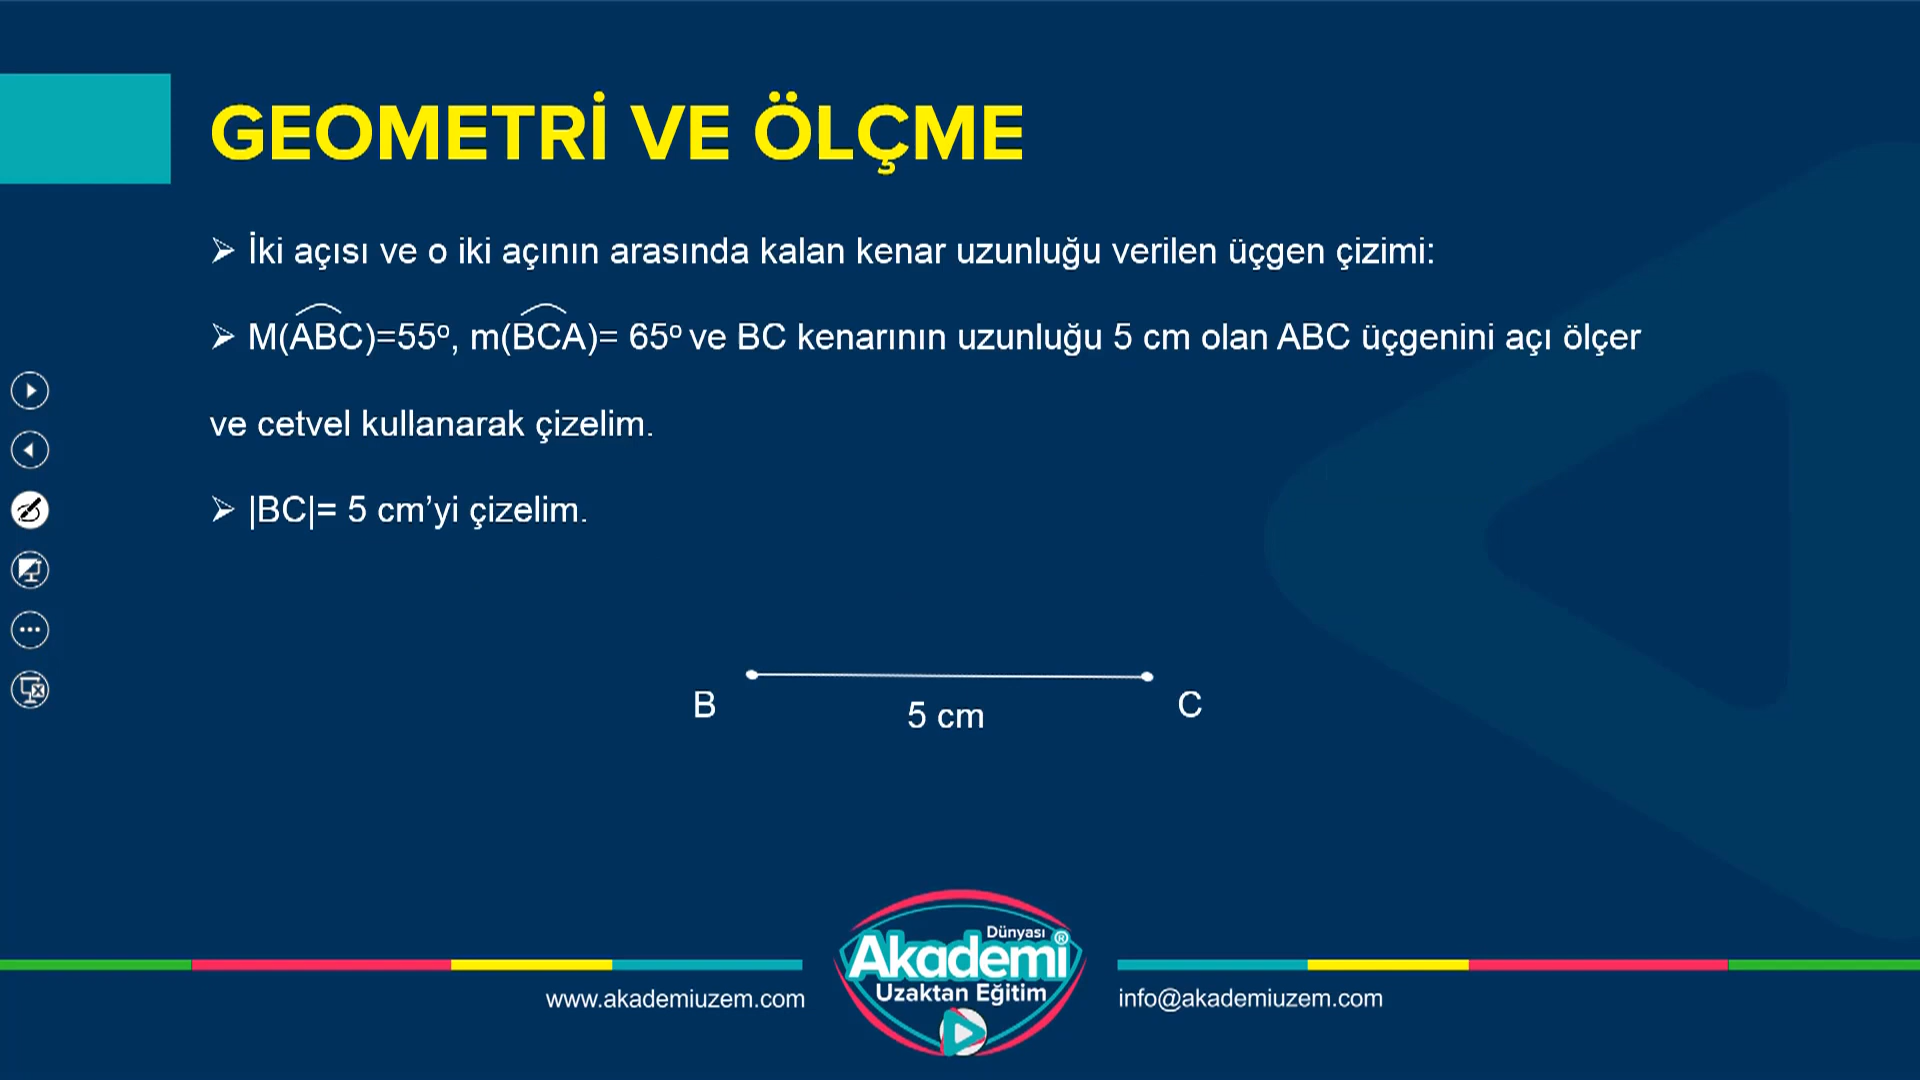 GEOMETRİ VE ÖLÇME
➢ İki açısı ve o iki açının arasında kalan kenar uzunluğu verilen üçgen çizimi:
➢ M(ABC)=55º, m(BCA)= 65º ve BC kenarının uzunluğu 5 cm olan ABC üçgenini açı ölçer
ve cetvel kullanarak çizelim.
➢ |BC|= 5 cm’yi çizelim.
B
C
5 cm
Dünyası
Akademi®
Uzaktan Eğitim
www.akademiuzem.com
info@akademiuzem.com